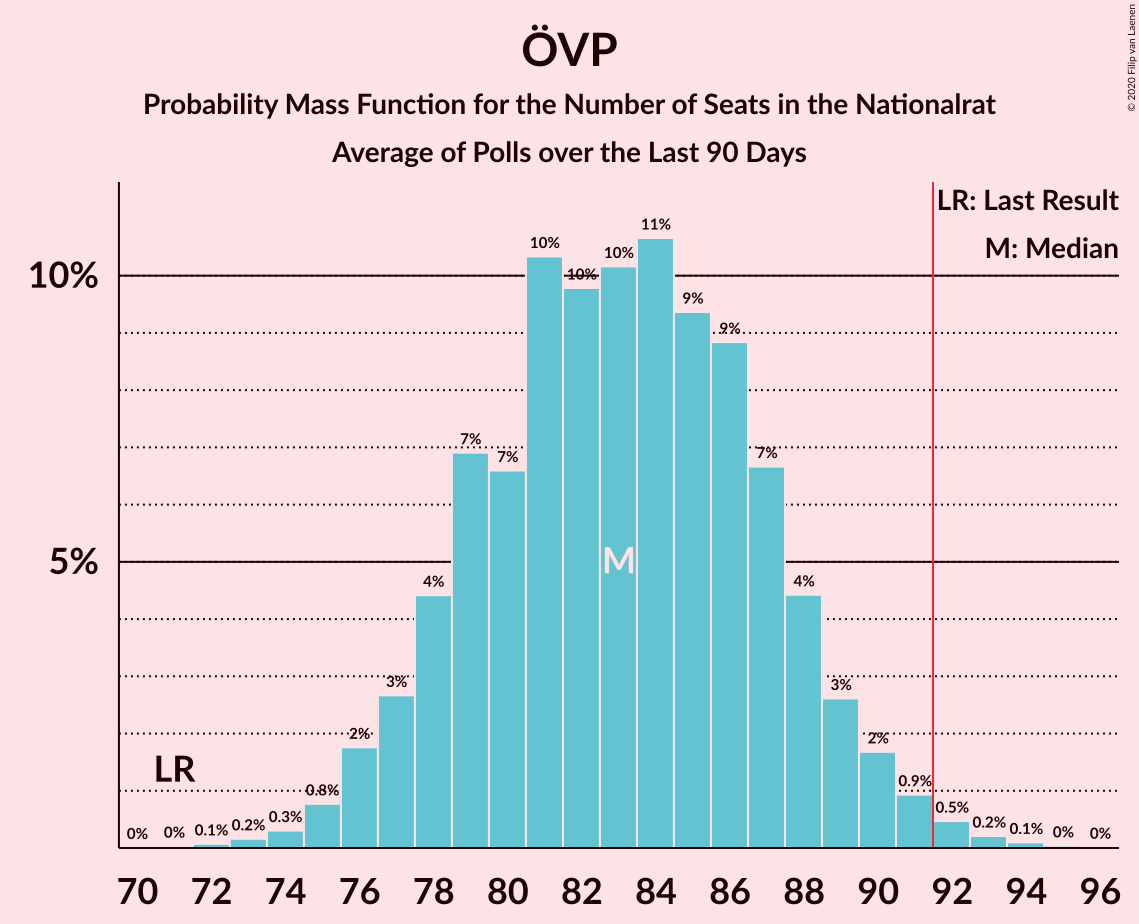 ÖVP
Probability Mass Function for the Number of Seats in the Nationalrat
Average of Polls over the Last 90 Days
© 2020 Filip van Laenen
LR: Last Result
M: Median
10%
5%
0% 0% 0.1% 0.2% 0.3% 0.8% 2% 3% 4% 7% 7% 10% 10% 10% 11% 9% 9% 7% 4% 3% 2% 0.9% 0.5% 0.2% 0.1% 0% 0%
M
LR
70 72 74 76 78 80 82 84 86 88 90 92 94 96